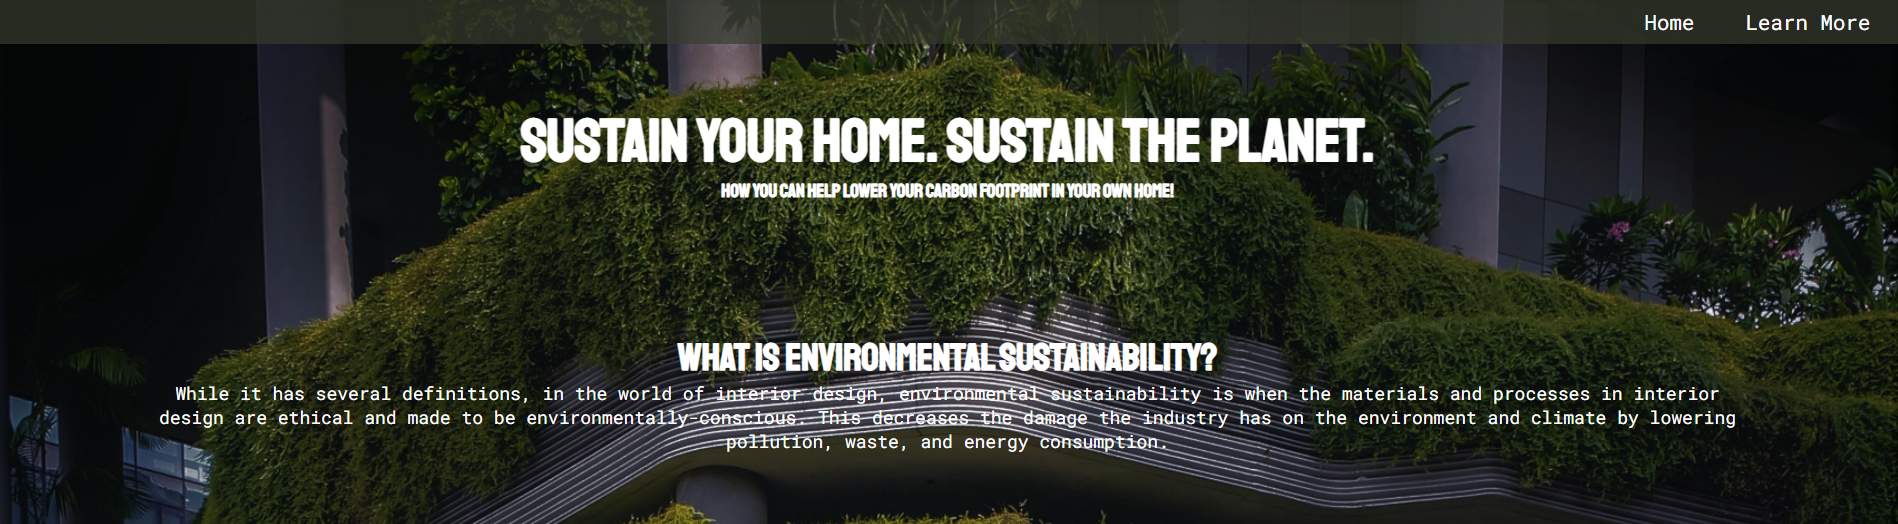 Home Learn More
SUSTAIN YOUR HOME. SUSTAIN THE PLANET.
HOW YOU CAN HELP LOWER YOUR CARBON FOOTPRINT IN YOUR OWN HOME!
WHAT IS ENVIRONMENTAL SUSTAINABILITY?
While it has several definitions, in the world of interior design, environmental sustainability is when the materials and processes in interior
design are ethical and made to be environmentally-conscious. This decreases the damage the industry has on the environment and climate by lowering
pollution, waste, and energy consumption.